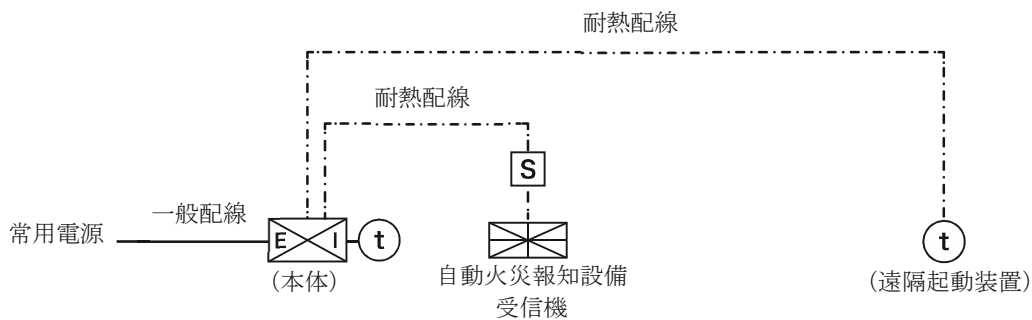 耐熱配線
耐熱配線
S
一般配線
常用電源
E I
t
t
(本体)
自動火災報知設備
受信機
(遠隔起動装置)